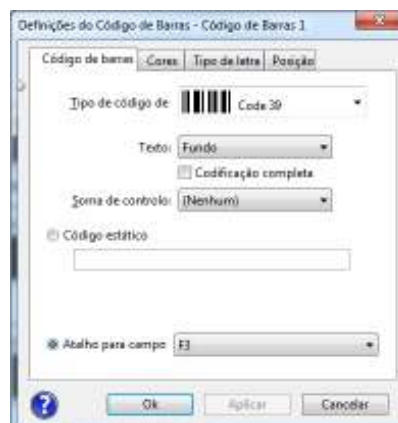 Definições do Código de Barras - Código de Barras 1
Código de barras Cores Tipo de letra Posição
Tipo de código de Code 39
Texto: Fundo
Codificação completa
Soma de controlo: (Nenhum)
Código estático
Atalho para campo F3
Ok Aplicar Cancelar